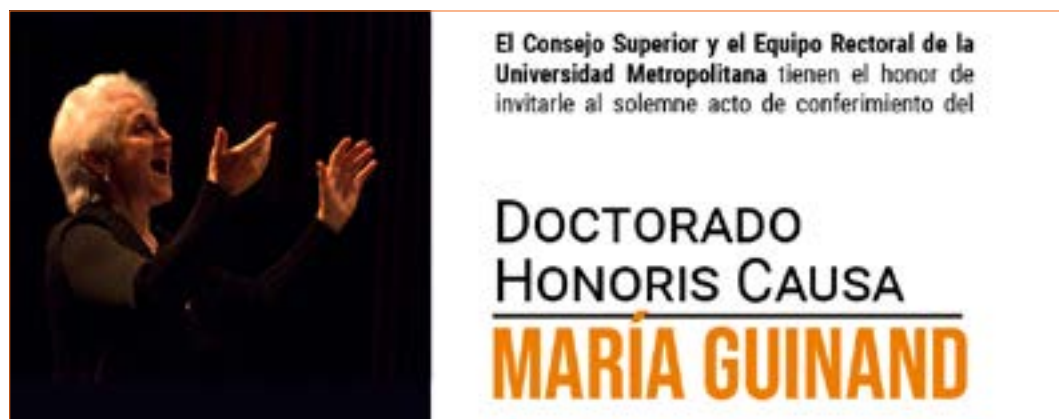 El Consejo Superior y el Equipo Rectoral de la
Universidad Metropolitana tienen el honor de
invitarle al solemne acto de conferimiento del
DOCTORADO
HONORIS CAUSA
MARÍA GUINAND